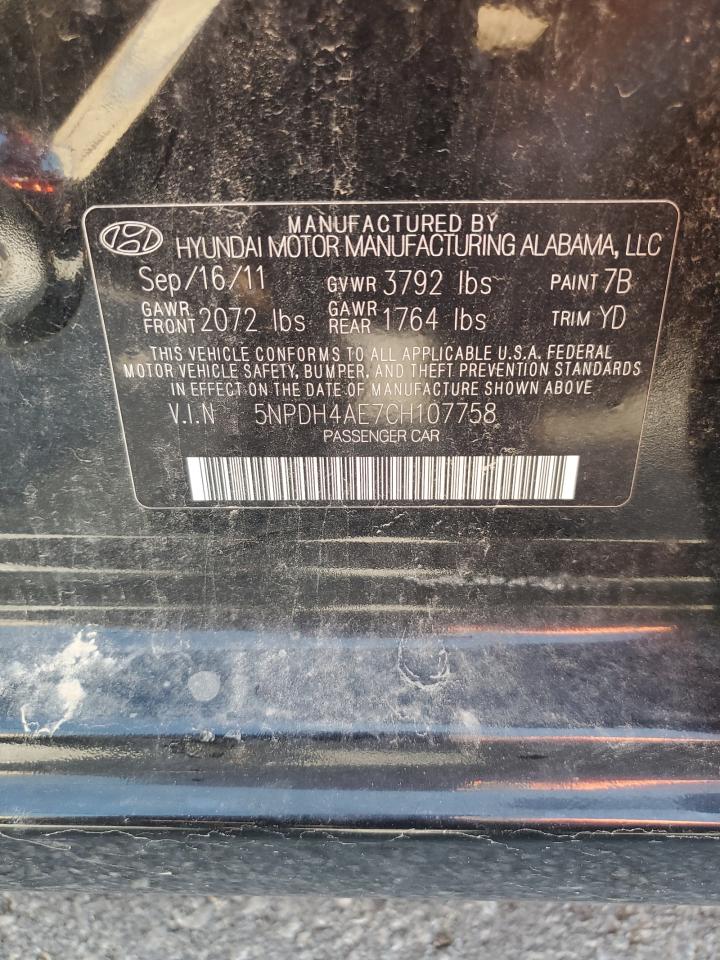 MANUFACTURED BY
HYUNDAI MOTOR MANUFACTURING ALABAMA, LLC
Sep/16/11 GVWR 3792 lbs PAINT 7B
GAWR FRONT 2072 lbs GAWR REAR 1764 lbs TRIM YD
THIS VEHICLE CONFORMS TO ALL APPLICABLE U.S.A. FEDERAL
MOTOR VEHICLE SAFETY, BUMPER, AND THEFT PREVENTION STANDARDS
IN EFFECT ON THE DATE OF MANUFACTURE SHOWN ABOVE
V.I.N 5NPDH4AE7CH107758
PASSENGER CAR